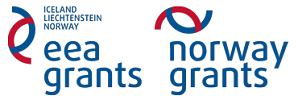 ICELAND
LIECHTENSTEIN
NORWAY
eea
grants
norway
grants